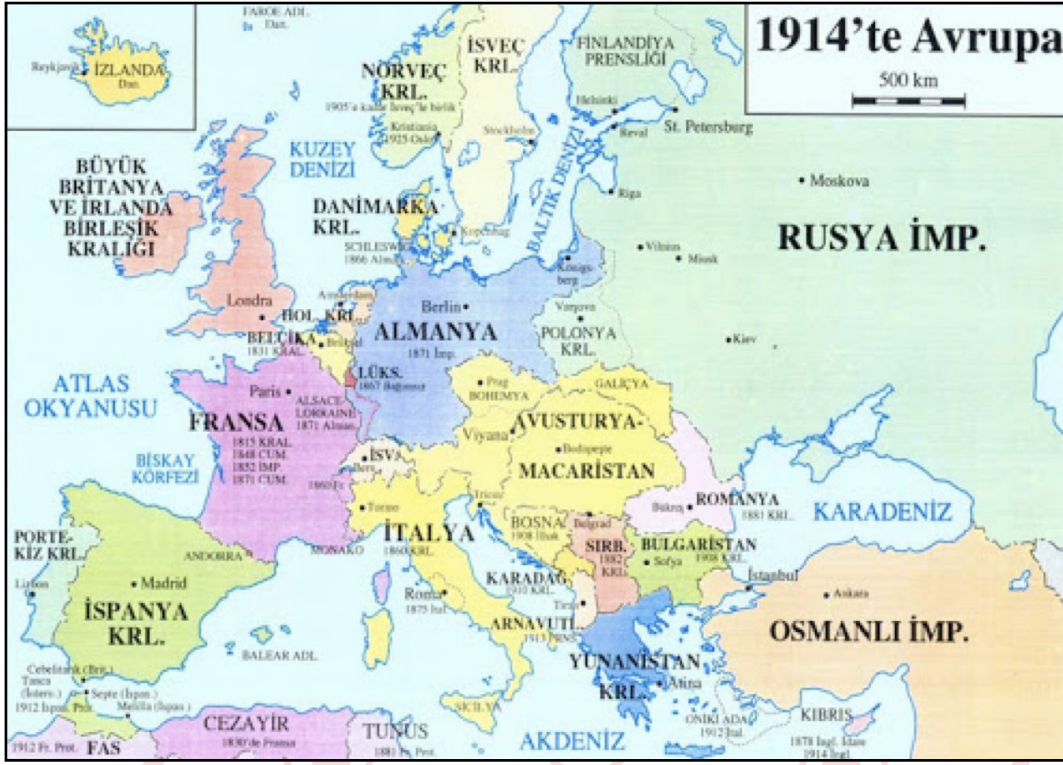 1914'te Avrupa
500 km
FAROE ADL.
Dan.
Reykjavik
İZLANDA
Dan.
NORVEÇ
KRL.
1905'e kadar İsveç'le birlik
Kristiania
1925 Oslo
İSVEÇ
KRL.
Stockholm
FİNLANDİYA
PRENSLİĞİ
Helsinki
Reval
St. Petersburg
BALTIK DENİZİ
Riga
Moskova
RUSYA İMP.
Vilnius
Kiev
KUZEY
DENİZİ
BÜYÜK
BRİTANYA
VE İRLANDA
BİRLEŞİK
KRALIĞI
Londra
DANİMARKA
KRL.
Kopenhag
SCHLESWIG
1866 Alman
Königs-
berg
Amsterdam
HOL. KRL.
Berlin
ALMANYA
1871 İmp.
Varşova
POLONYA
KRL.
BELÇİKA
1831 KRAL.
Brüksel
LÜKS.
1867 Bağımsız
ATLAS
OKYANUSU
Paris
ALSACE-
LORRAINE
1871 Alman.
FRANSA
1815 KRAL.
1848 CUM.
1852 İMP.
1871 CUM.
BİSKAY
KÖRFEZİ
Prag
BOHEMYA
GALİÇYA
Viyana
AVUSTURYA-
Budapeşte
MACARİSTAN
İSV.
Bern
1860 Fr.
Torino
İTALYA
1860 KRL.
Trieste
MONAKO
ANDORRA
BOSNA
1908 İlhak
Belgrad
SIRB.
1882
KRL.
ROMANYA
1881 KRL.
Bükreş
BULGARİSTAN
1908 KRL.
Sofya
KARADENİZ
KARADAĞ
1910 KRL.
Roma
1875 İtal.
Tiran
ARNAVUTL.
1913 PRNS.
PORTE-
KİZ KRL.
Lizbon
Madrid
İSPANYA
KRL.
BALEAR ADL.
İstanbul
Ankara
OSMANLI İMP.
YUNANİSTAN
KRL.
Atina
SİCİLYA
Cebelitarık (Brit.)
Septe (İspan.)
1912 İspan. Prot.
Melilla (İspan.)
1912 Fr. Prot.
FAS
CEZAYİR
1830'de Fransa
TUNUS
1881 Fr. Prot.
AKDENİZ
ONİKİ ADA
1912 İtal.
KIBRIS
1878 İngl. İdare
1914 İngl.